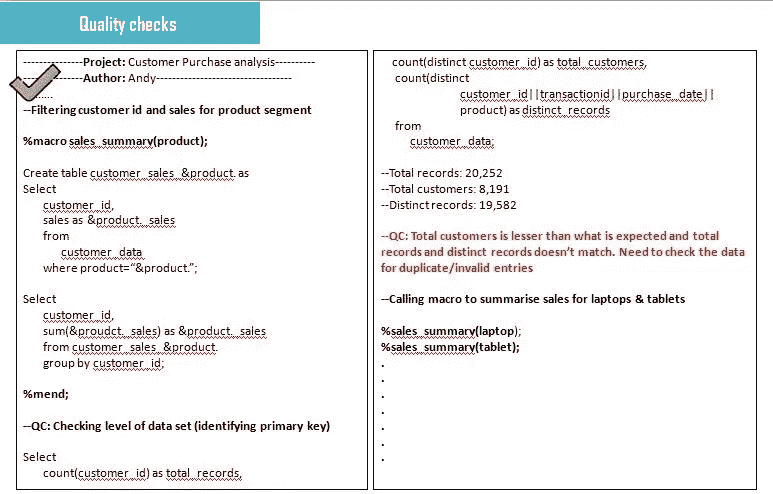 Quality checks
----------------Project: Customer Purchase analysis----------
-----Author: Andy----------------------------------
.....
--Filtering customer id and sales for product segment
%macro sales_summary(product);
Create table customer_sales_&product. as
Select
customer_id,
sales as &product._sales
from
customer_data
where product=“&product.”;
Select
customer_id,
sum(&proudct._sales) as &product._sales
from customer_sales_&product.
group by customer_id;
%mend;
--QC: Checking level of data set (identifying primary key)
Select
count(customer_id) as total_records,
count(distinct customer_id) as total_customers,
count(distinct
customer_id||transactionid||purchase_date||
product) as distinct_records
from
customer_data;
--Total records: 20,252
--Total customers: 8,191
--Distinct records: 19,582
--QC: Total customers is lesser than what is expected and total
records and distinct records doesn’t match. Need to check the data
for duplicate/invalid entries
--Calling macro to summarise sales for laptops & tablets
%sales_summary(laptop);
%sales_summary(tablet);
.
.
.
.
.
.
.